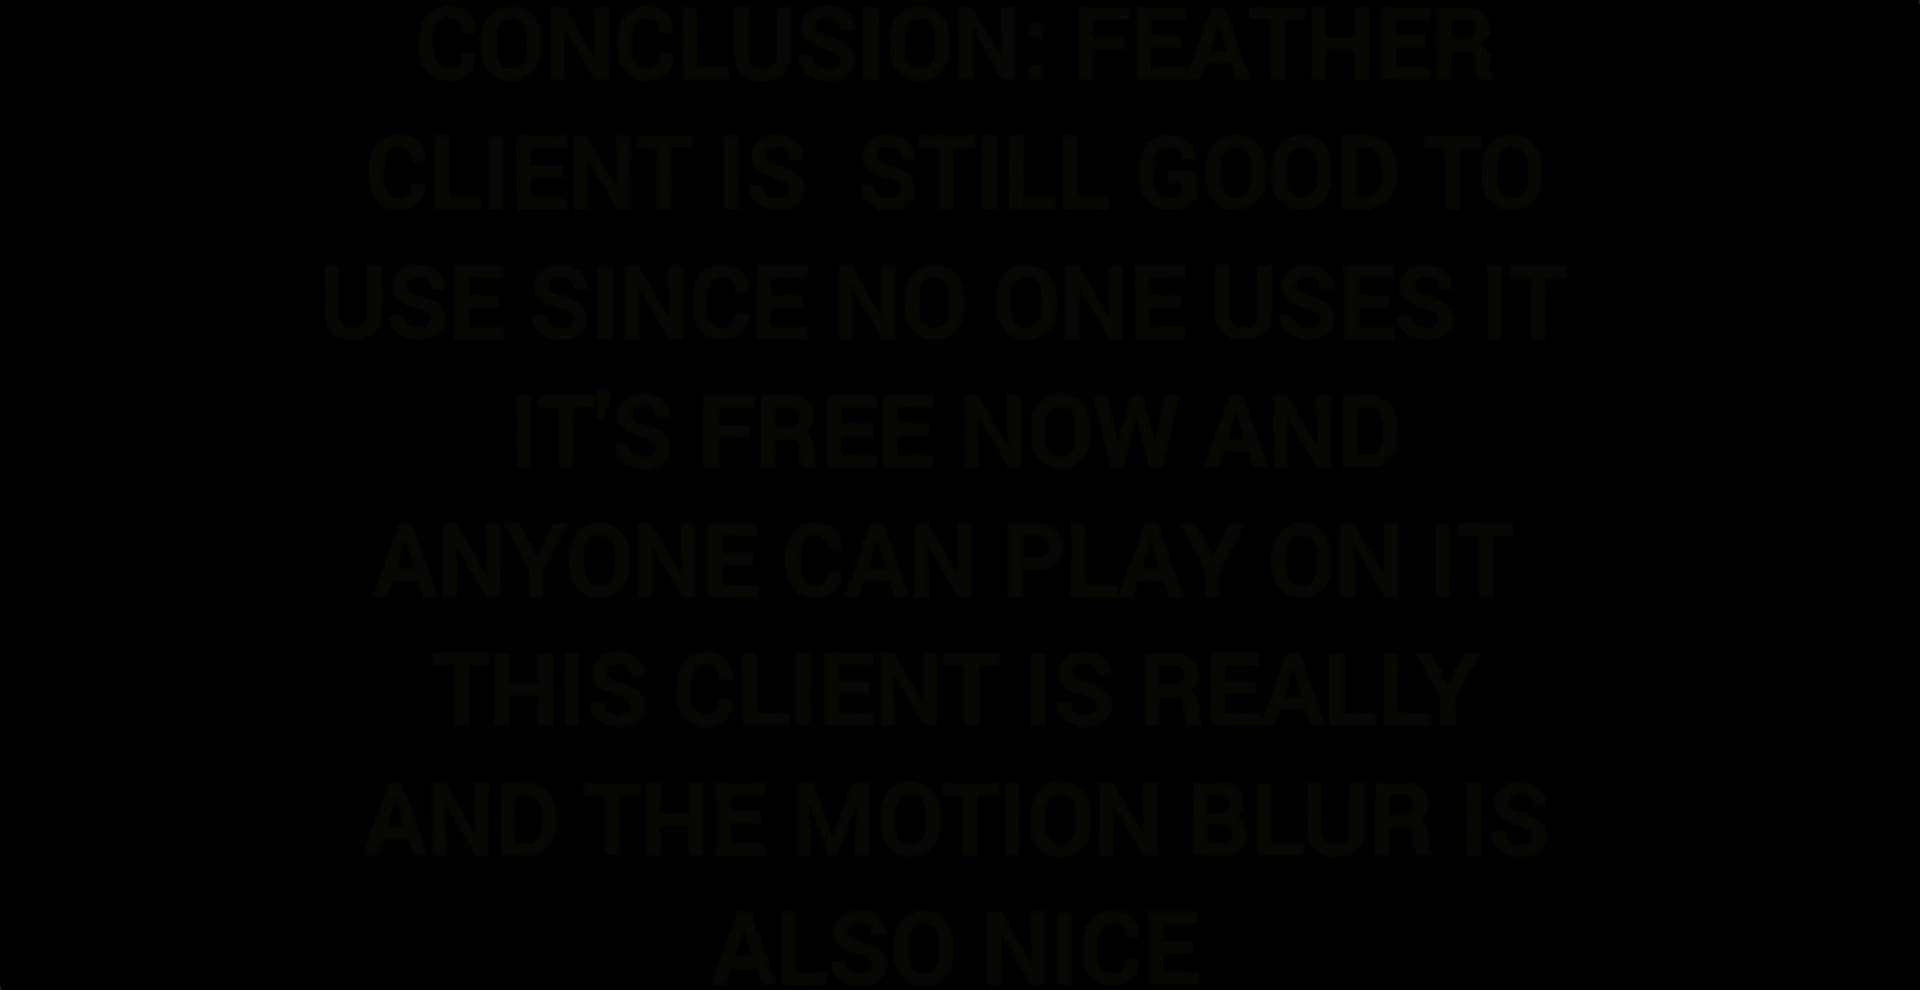 CONCLUSION: FEATHER
CLIENT IS  STILL GOOD TO
USE SINCE NO ONE USES IT
IT'S FREE NOW AND
ANYONE CAN PLAY ON IT
THIS CLIENT IS REALLY
AND THE MOTION BLUR IS
ALSO NICE